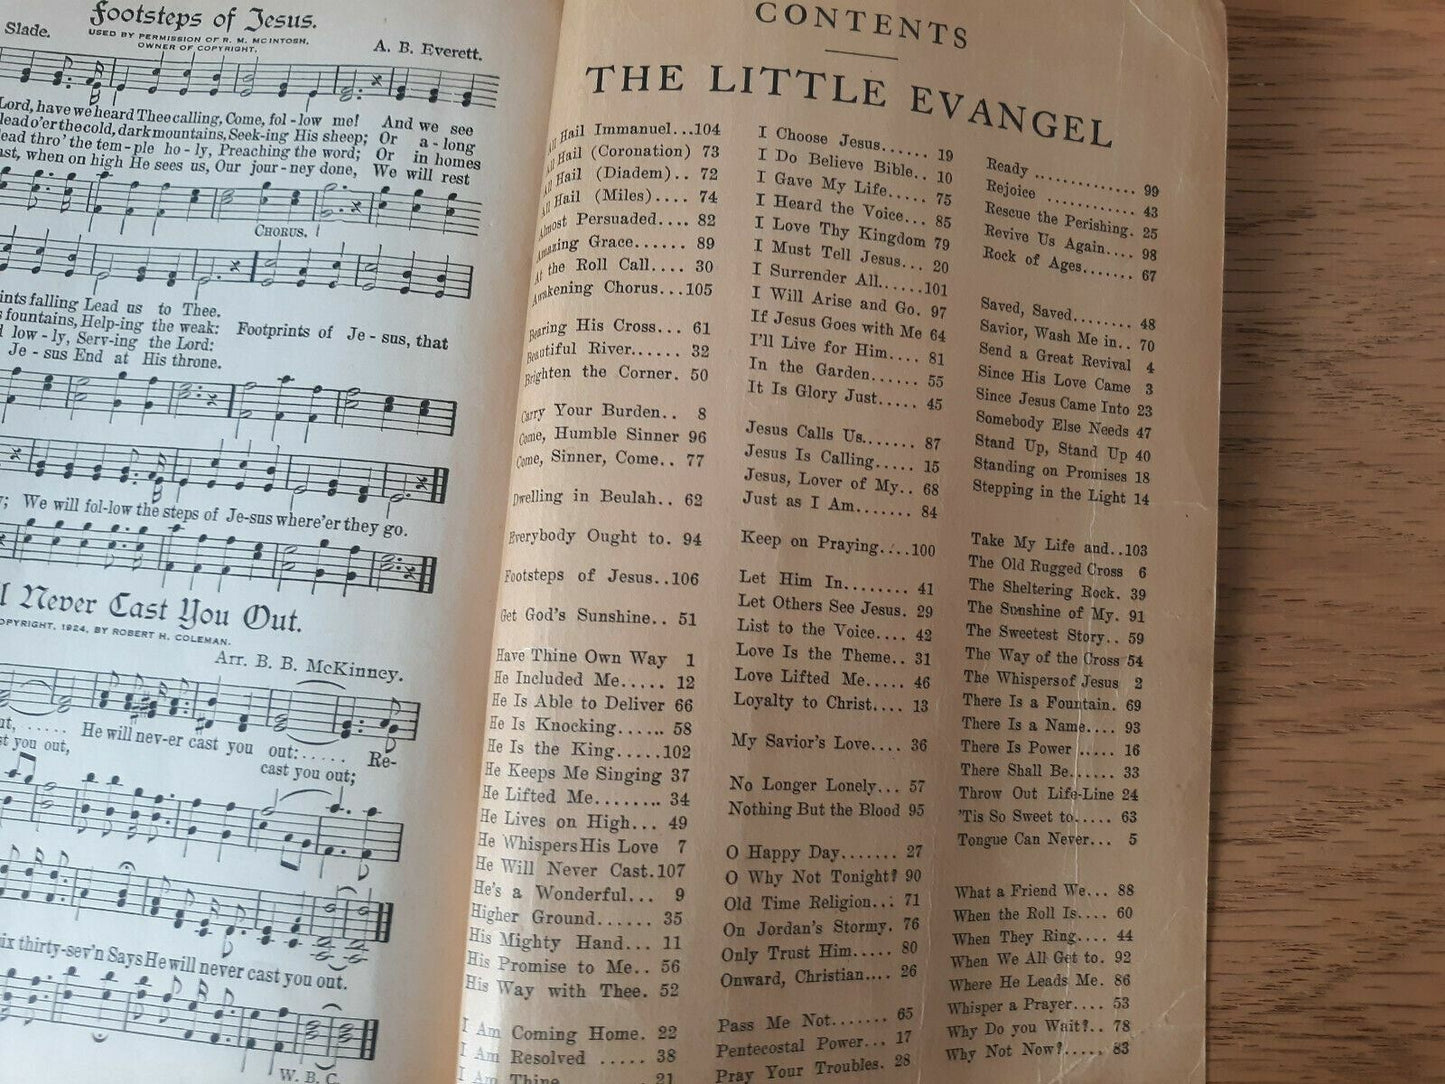 Footsteps of Jesus.
Slade.
USED BY PERMISSION OF R. M. MCINTOSH,
OWNER OF COPYRIGHT.
A. B. Everett.
Lord, have we heard Thee calling, Come, fol-low me! And we see
lead o'er the cold, dark mountains, Seek-ing His sheep; Or a-long
thro' the tem-ple ho-ly, Preaching the word; Or in homes
when on high He sees us, Our jour-ney done, We will rest
CHORUS.
falling Lead us to Thee.
fountains, Help-ing the weak: Footprints of Je-sus, that
low-ly, Serv-ing the Lord:
Je-sus End at His throne.
We will fol-low the steps of Je-sus where'er they go.
Never Cast You Out.
COPYRIGHT, 1924, BY ROBERT H. COLEMAN.
Arr. B. B. McKinney.
He will nev-er cast you out:..... Re-
you out, cast you out;
thirty-sev'n Says He will never cast you out.
W. B. C.
CONTENTS
THE LITTLE EVANGEL
All Hail Immanuel...104
All Hail (Coronation) 73
All Hail (Diadem).. 72
All Hail (Miles).... 74
Almost Persuaded.... 82
Amazing Grace...... 89
At the Roll Call.... 30
Awakening Chorus...105
Bearing His Cross... 61
Beautiful River...... 32
Brighten the Corner. 50
Carry Your Burden.. 8
Come, Humble Sinner 96
Come, Sinner, Come.. 77
Dwelling in Beulah.. 62
Everybody Ought to. 94
Footsteps of Jesus..106
Get God's Sunshine.. 51
Have Thine Own Way 1
He Included Me..... 12
He Is Able to Deliver 66
He Is Knocking...... 58
He Is the King.....102
He Keeps Me Singing 37
He Lifted Me........ 34
He Lives on High... 49
He Whispers His Love 7
He Will Never Cast.107
He's a Wonderful... 9
Higher Ground...... 35
His Mighty Hand... 11
His Promise to Me.. 56
His Way with Thee. 52
I Am Coming Home. 22
I Am Resolved ..... 38
I Am Thine 21
I Choose Jesus...... 19
I Do Believe Bible.. 10
I Gave My Life..... 75
I Heard the Voice... 85
I Love Thy Kingdom 79
I Must Tell Jesus... 20
I Surrender All......101
I Will Arise and Go. 97
If Jesus Goes with Me 64
I'll Live for Him.... 81
In the Garden...... 55
It Is Glory Just..... 45
Jesus Calls Us....... 87
Jesus Is Calling..... 15
Jesus, Lover of My.. 68
Just as I Am....... 84
Keep on Praying....100
Let Him In........ 41
Let Others See Jesus. 29
List to the Voice.... 42
Love Is the Theme.. 31
Love Lifted Me..... 46
Loyalty to Christ.... 13
My Savior's Love.... 36
No Longer Lonely... 57
Nothing But the Blood 95
O Happy Day....... 27
O Why Not Tonight? 90
Old Time Religion... 71
On Jordan's Stormy. 76
Only Trust Him..... 80
Onward, Christian.... 26
Pass Me Not....... 65
Pentecostal Power... 17
Pray Your Troubles. 28
Ready ............. 99
Rejoice ............ 43
Rescue the Perishing. 25
Revive Us Again.... 98
Rock of Ages....... 67
Saved, Saved........ 48
Savior, Wash Me in.. 70
Send a Great Revival 4
Since His Love Came 3
Since Jesus Came Into 23
Somebody Else Needs 47
Stand Up, Stand Up 40
Standing on Promises 18
Stepping in the Light 14
Take My Life and..103
The Old Rugged Cross 6
The Sheltering Rock. 39
The Sunshine of My. 91
The Sweetest Story.. 59
The Way of the Cross 54
The Whispers of Jesus 2
There Is a Fountain. 69
There Is a Name.... 93
There Is Power ..... 16
There Shall Be...... 33
Throw Out Life-Line 24
'Tis So Sweet to..... 63
Tongue Can Never... 5
What a Friend We... 88
When the Roll Is.... 60
When They Ring.... 44
When We All Get to. 92
Where He Leads Me. 86
Whisper a Prayer.... 53
Why Do you Wait?.. 78
Why Not Now?..... 83